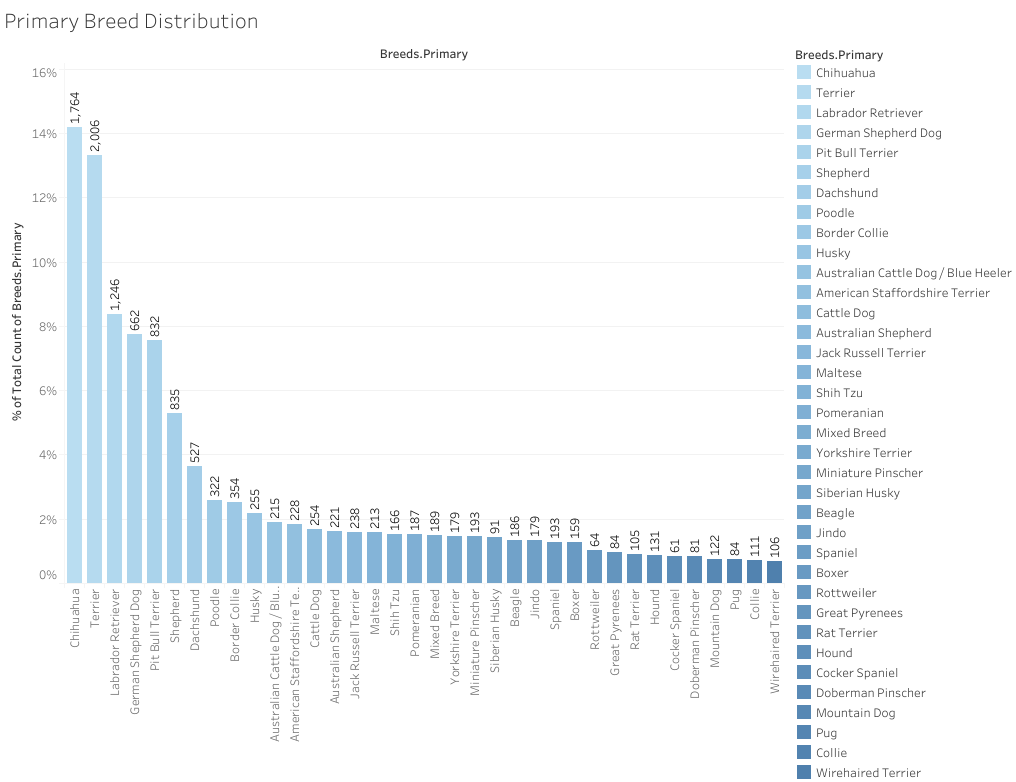 Primary Breed Distribution
Breeds.Primary
% of Total Count of Breeds.Primary
16%
14%
12%
10%
8%
6%
4%
2%
0%
1,764
2,006
1,246
662
832
835
527
322
354
255
215
228
254
221
238
213
166
187
189
179
193
91
186
179
193
159
64
84
105
131
61
81
122
84
111
106
Chihuahua
Terrier
Labrador Retriever
German Shepherd Dog
Pit Bull Terrier
Shepherd
Dachshund
Poodle
Border Collie
Husky
Australian Cattle Dog / Blu..
American Staffordshire Te..
Cattle Dog
Australian Shepherd
Jack Russell Terrier
Maltese
Shih Tzu
Pomeranian
Mixed Breed
Yorkshire Terrier
Miniature Pinscher
Siberian Husky
Beagle
Jindo
Spaniel
Boxer
Rottweiler
Great Pyrenees
Rat Terrier
Hound
Cocker Spaniel
Doberman Pinscher
Mountain Dog
Pug
Collie
Wirehaired Terrier
Breeds.Primary
Chihuahua
Terrier
Labrador Retriever
German Shepherd Dog
Pit Bull Terrier
Shepherd
Dachshund
Poodle
Border Collie
Husky
Australian Cattle Dog / Blue Heeler
American Staffordshire Terrier
Cattle Dog
Australian Shepherd
Jack Russell Terrier
Maltese
Shih Tzu
Pomeranian
Mixed Breed
Yorkshire Terrier
Miniature Pinscher
Siberian Husky
Beagle
Jindo
Spaniel
Boxer
Rottweiler
Great Pyrenees
Rat Terrier
Hound
Cocker Spaniel
Doberman Pinscher
Mountain Dog
Pug
Collie
Wirehaired Terrier